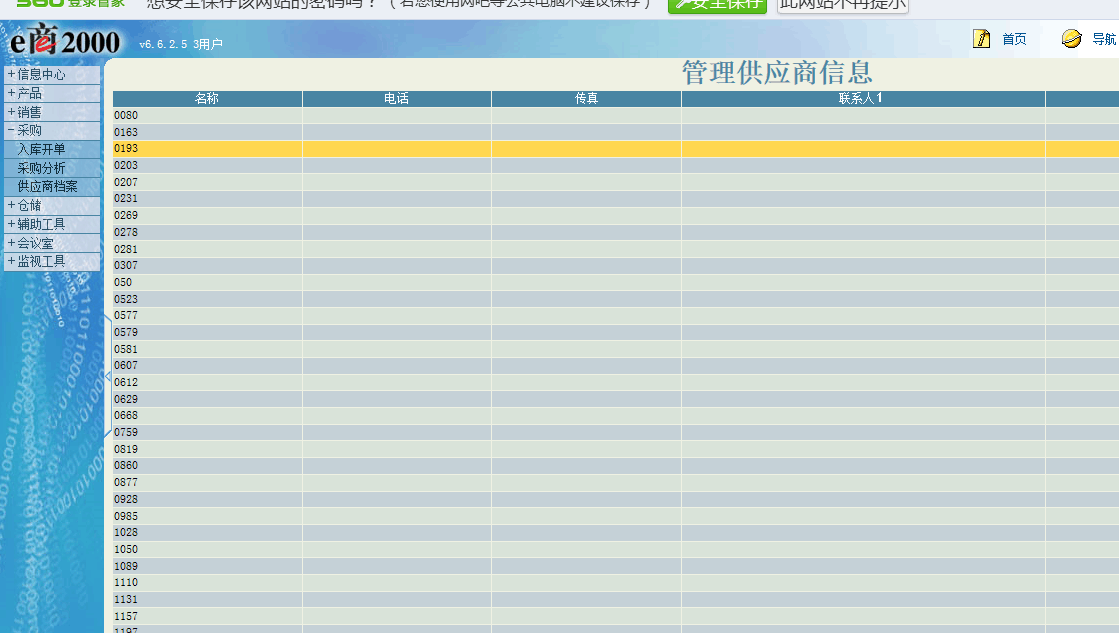 360 登录管家 想安全保存该网站的密码吗？（若您使用网吧等公共电脑不建议保存） 安全保存 此网站不再提示
e商2000 v6.6.2.5 3用户 首页 导航
+信息中心
+产品
+销售
-采购
入库开单
采购分析
供应商档案
+仓储
+辅助工具
+会议室
+监视工具
管理供应商信息
名称 电话 传真 联系人1
0080
0163
0193
0203
0207
0231
0269
0278
0281
0307
050
0523
0577
0579
0581
0607
0612
0629
0668
0759
0819
0860
0877
0928
0985
1028
1050
1089
1110
1131
1157
1197